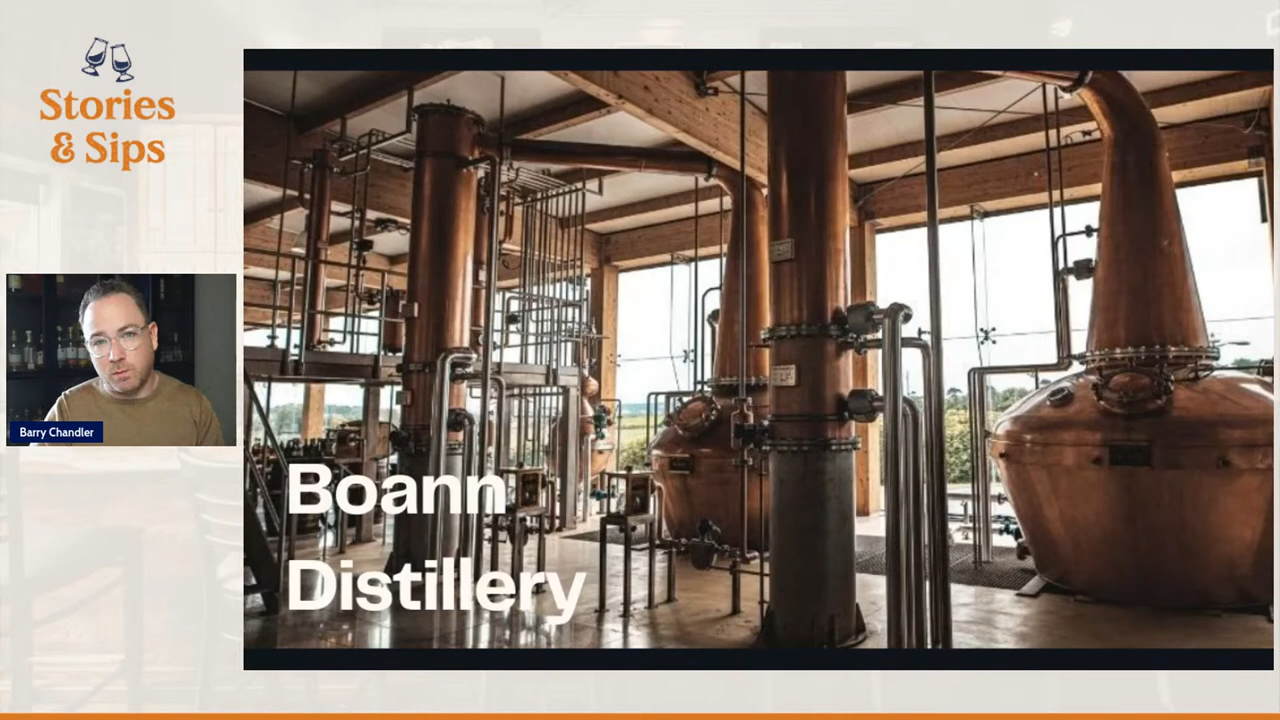 Stories
& Sips
Barry Chandler
Boann
Distillery